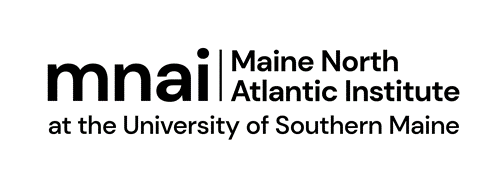 mnai
Maine North
Atlantic Institute
at the University of Southern Maine